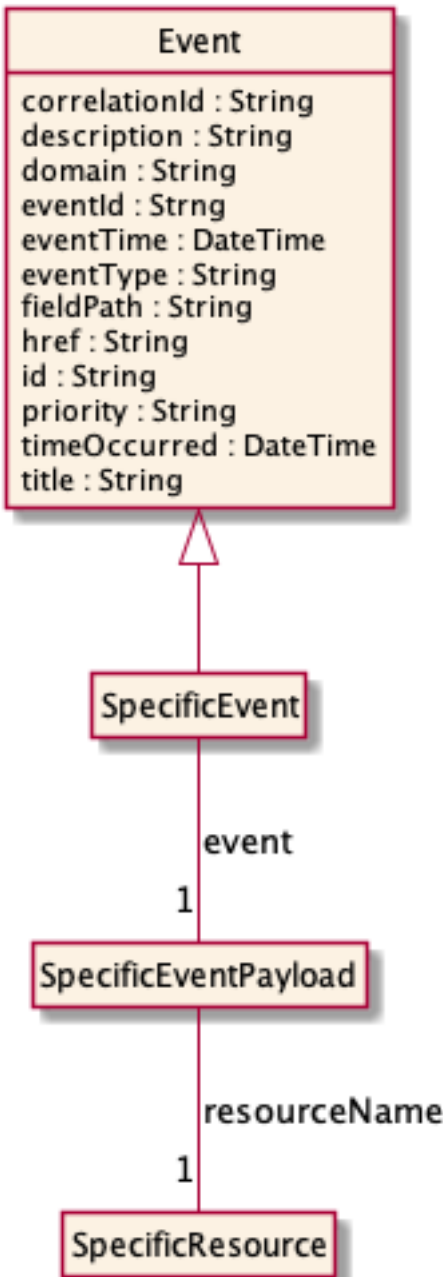 Event
correlationId : String
description : String
domain : String
eventId : Strng
eventTime : DateTime
eventType : String
fieldPath : String
href : String
id : String
priority : String
timeOccurred : DateTime
title : String
SpecificEvent
event
1
SpecificEventPayload
resourceName
1
SpecificResource